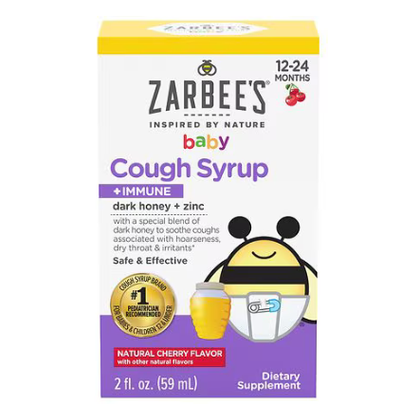 12-24
MONTHS
ZARBEE'S
INSPIRED BY NATURE
baby
Cough Syrup
+IMMUNE
dark honey + zinc
with a special blend of
dark honey to soothe coughs
associated with hoarseness,
dry throat & irritants*
Safe & Effective
COUGH SYRUP BRAND
#1
PEDIATRICIAN
RECOMMENDED
FOR BABIES & CHILDREN 12 & UNDER
NATURAL CHERRY FLAVOR
with other natural flavors
2 fl. oz. (59 mL)
Dietary
Supplement